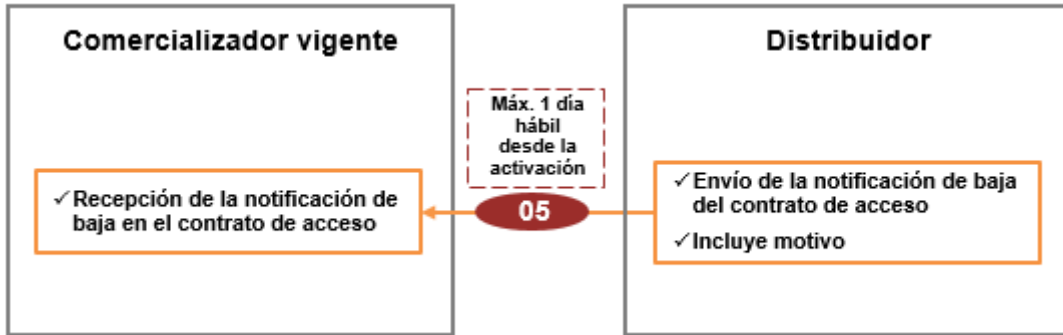 Comercializador vigente
Distribuidor
Máx. 1 día
hábil
desde la
activación
✓ Recepción de la notificación de
baja en el contrato de acceso
05
✓ Envío de la notificación de baja
del contrato de acceso
✓ Incluye motivo